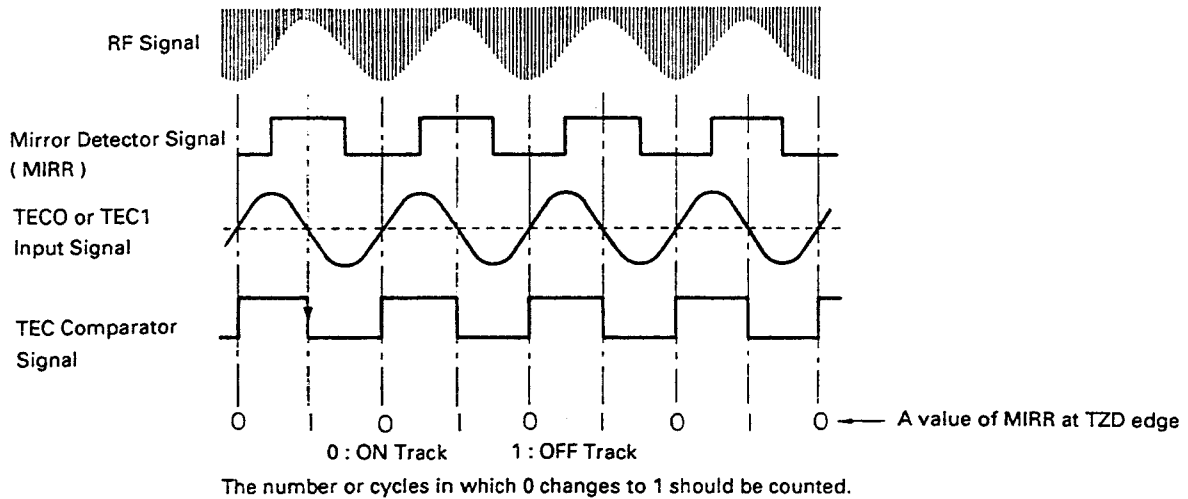 RF Signal
Mirror Detector Signal
( MIRR )
TECO or TEC1
Input Signal
TEC Comparator
Signal
0 1 0 1 0 1 0 1 0 ← A value of MIRR at TZD edge
0 : ON Track 1 : OFF Track
The number or cycles in which 0 changes to 1 should be counted.